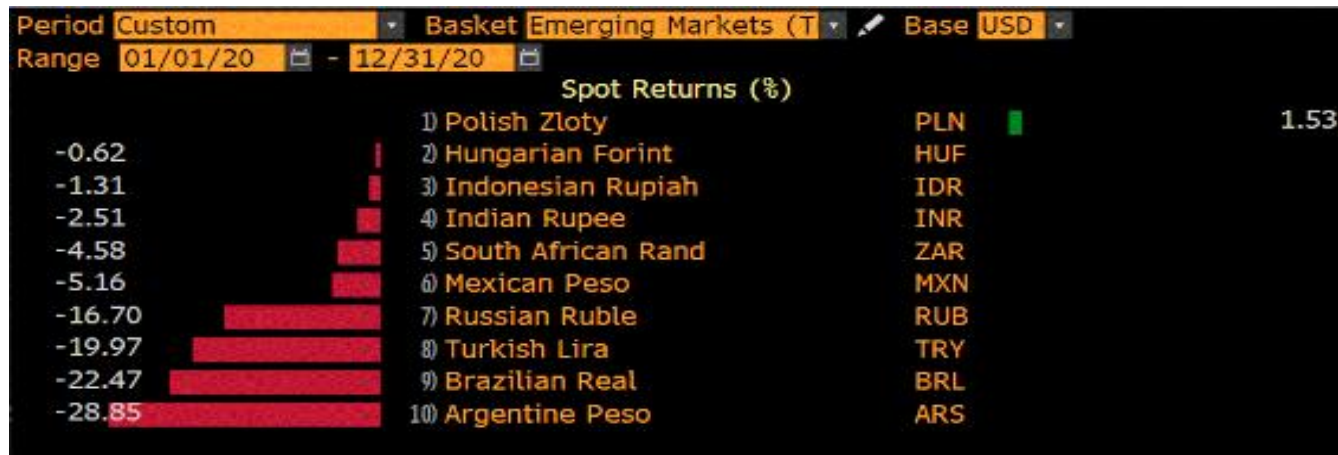 Period Custom Basket Emerging Markets (T Base USD
Range 01/01/20 - 12/31/20
Spot Returns (%)
1) Polish Zloty PLN 1.53
-0.62 2) Hungarian Forint HUF
-1.31 3) Indonesian Rupiah IDR
-2.51 4) Indian Rupee INR
-4.58 5) South African Rand ZAR
-5.16 6) Mexican Peso MXN
-16.70 7) Russian Ruble RUB
-19.97 8) Turkish Lira TRY
-22.47 9) Brazilian Real BRL
-28.85 10) Argentine Peso ARS